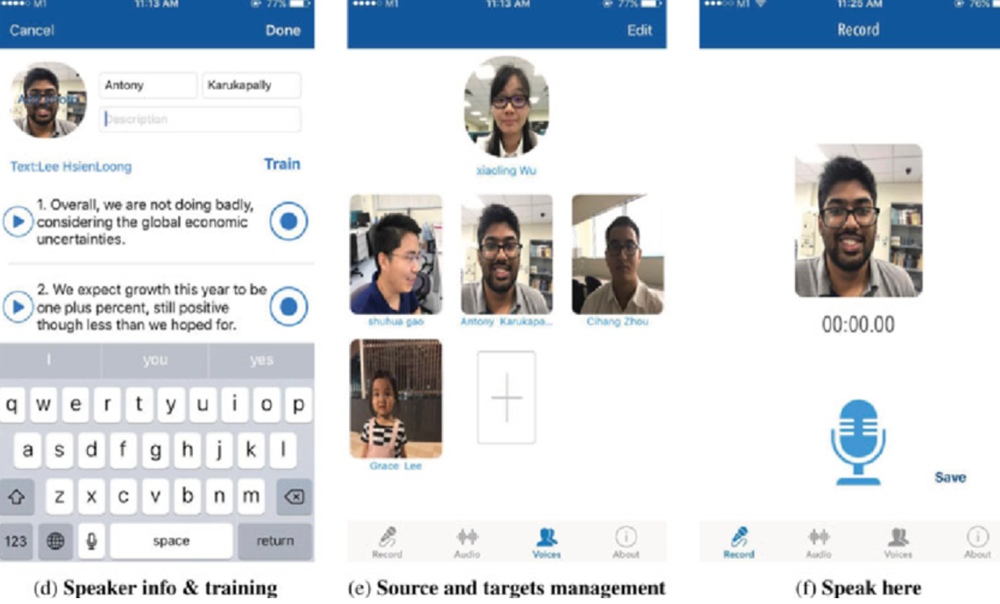 M1 11:13 AM 77%
Cancel Done
Antony Karukapally
Description
Text:Lee HsienLoong Train
1. Overall, we are not doing badly,
considering the global economic
uncertainties.
2. We expect growth this year to be
one plus percent, still positive
though less than we hoped for.
I you yes
q w e r t y u i o p
a s d f g h j k l
z x c v b n m
123 space return
(d) Speaker info & training
M1 11:13 AM 77%
Edit
xiaoling Wu
shuhua gao Antony Karukapa... Cihang Zhou
Grace Lee
Record Audio Voices About
(e) Source and targets management
M1 11:25 AM 76%
Record
00:00.00
Save
Record Audio Voices About
(f) Speak here